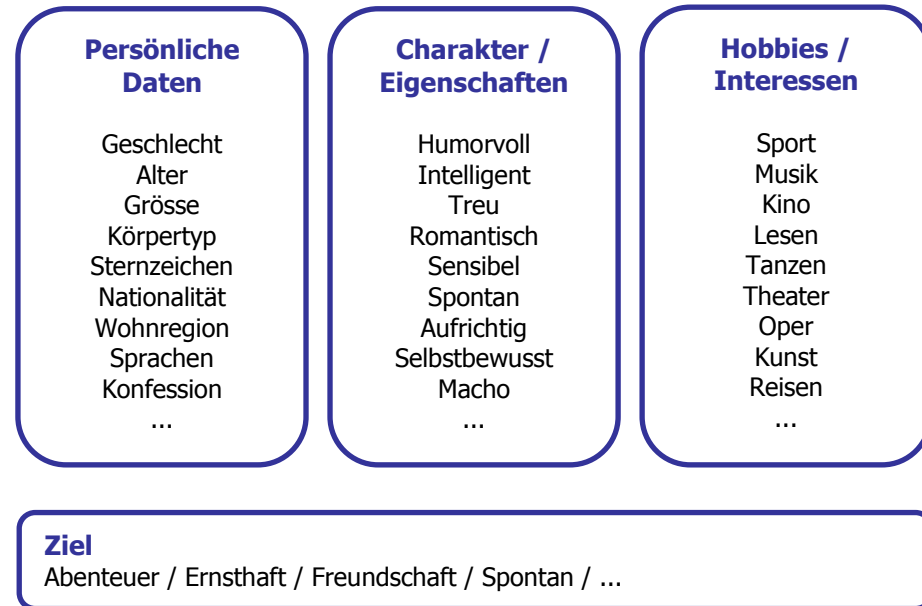 Persönliche
Daten
Geschlecht
Alter
Grösse
Körpertyp
Sternzeichen
Nationalität
Wohnregion
Sprachen
Konfession
...
Charakter /
Eigenschaften
Humorvoll
Intelligent
Treu
Romantisch
Sensibel
Spontan
Aufrichtig
Selbstbewusst
Macho
...
Hobbies /
Interessen
Sport
Musik
Kino
Lesen
Tanzen
Theater
Oper
Kunst
Reisen
...
Ziel
Abenteuer / Ernsthaft / Freundschaft / Spontan / ...